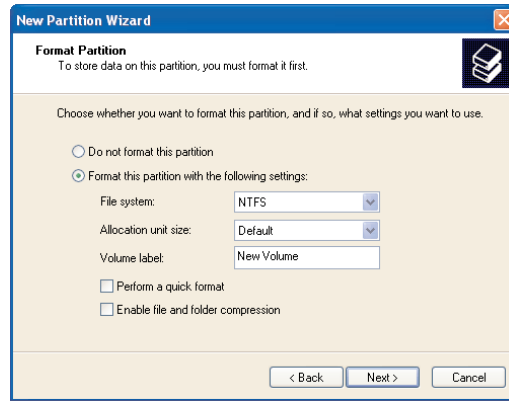 New Partition Wizard
Format Partition
To store data on this partition, you must format it first.
Choose whether you want to format this partition, and if so, what settings you want to use.
Do not format this partition
Format this partition with the following settings:
File system: NTFS
Allocation unit size: Default
Volume label: New Volume
Perform a quick format
Enable file and folder compression
< Back Next > Cancel